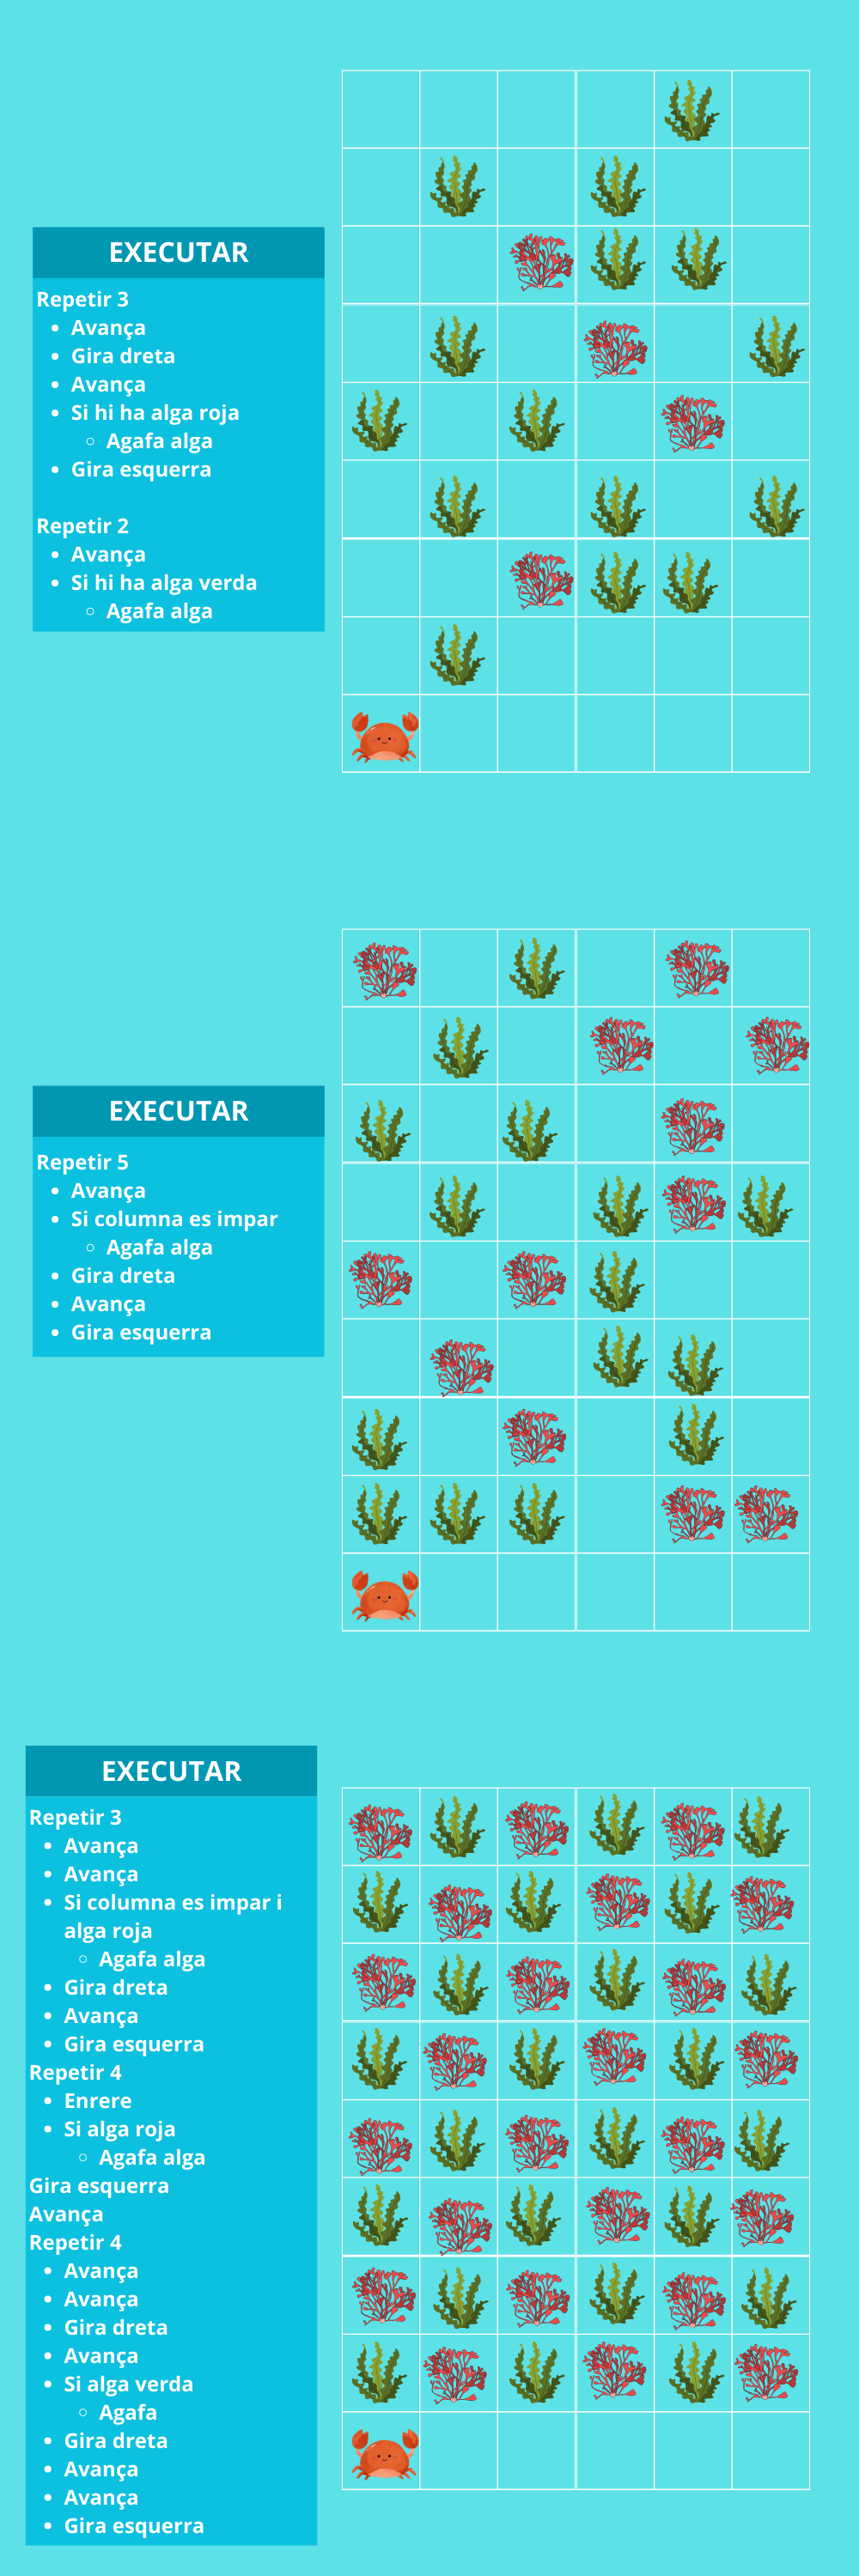 EXECUTAR
Repetir 3
Avança
Gira dreta
Avança
Si hi ha alga roja
Agafa alga
Gira esquerra
Repetir 2
Avança
Si hi ha alga verda
Agafa alga
EXECUTAR
Repetir 5
Avança
Si columna es impar
Agafa alga
Gira dreta
Avança
Gira esquerra
EXECUTAR
Repetir 3
Avança
Avança
Si columna es impar i
alga roja
Agafa alga
Gira dreta
Avança
Gira esquerra
Repetir 4
Enrere
Si alga roja
Agafa alga
Gira esquerra
Avança
Repetir 4
Avança
Avança
Gira dreta
Avança
Si alga verda
Agafa
Gira dreta
Avança
Avança
Gira esquerra